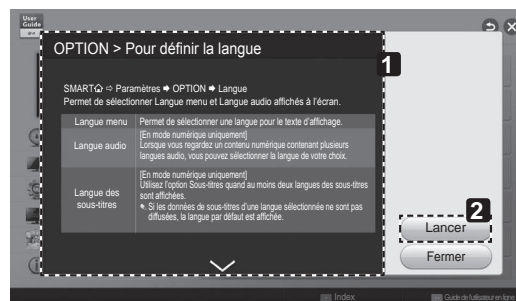 User
Guide
OPTION > Pour définir la langue
1
SMART ⇨ Paramètres ➡ OPTION ➡ Langue
Permet de sélectionner Langue menu et Langue audio affichés à l'écran.
Langue menu Permet de sélectionner une langue pour le texte d'affichage.
Langue audio
[En mode numérique uniquement]
Lorsque vous regardez un contenu numérique contenant plusieurs
langues audio, vous pouvez sélectionner la langue de votre choix.
Langue des
sous-titres
[En mode numérique uniquement]
Utilisez l'option Sous-titres quand au moins deux langues des sous-titres
sont affichées.
Si les données de sous-titres d'une langue sélectionnée ne sont pas
diffusées, la langue par défaut est affichée.
2
Lancer
Fermer
Index
Guide de l'utilisateur en ligne